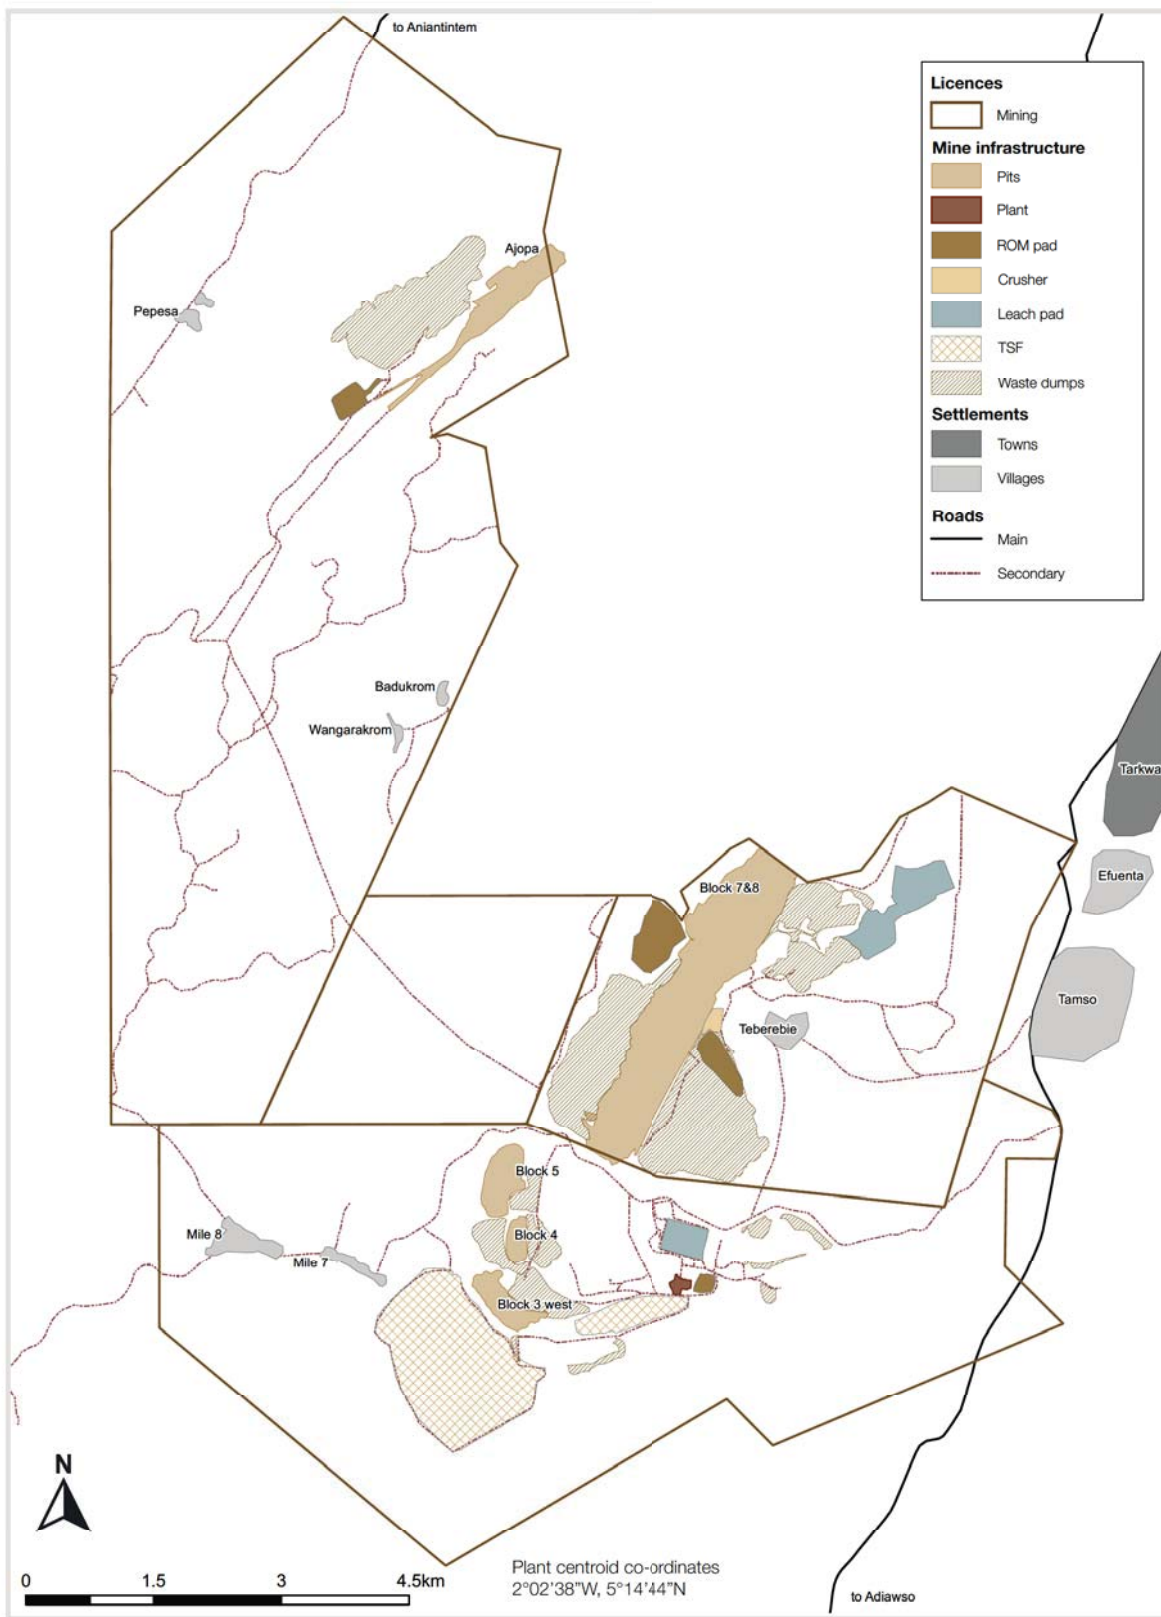 to Aniantintem
Licences
Mining
Mine infrastructure
Pits
Plant
ROM pad
Crusher
Leach pad
TSF
Waste dumps
Settlements
Towns
Villages
Roads
Main
Secondary
Ajopa
Pepesa
Badukrom
Wangarakrom
Tarkwa
Efuenta
Block 7&8
Tamso
Teberebie
Block 5
Mile 8
Block 4
Mile 7
Block 3 west
N
0 1.5 3 4.5km
Plant centroid co-ordinates
2°02'38"W, 5°14'44"N
to Adiawso